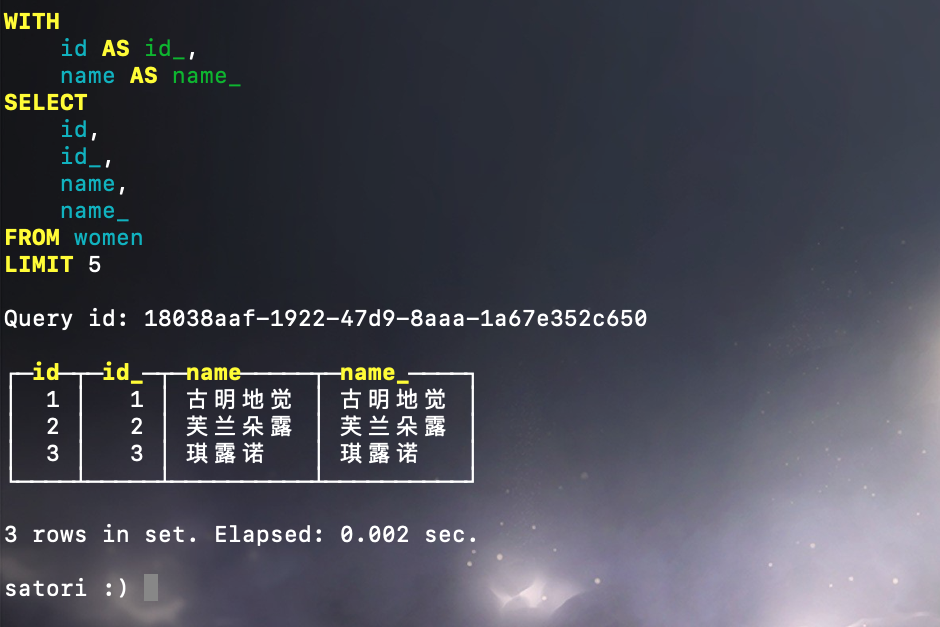 WITH
    id AS id_,
    name AS name_
SELECT
    id,
    id_,
    name,
    name_
FROM women
LIMIT 5
Query id: 18038aaf-1922-47d9-8aaa-1a67e352c650
┌─id─┬─id_─┬─name─────┬─name_────┐
│  1 │   1 │ 古明地觉 │ 古明地觉 │
│  2 │   2 │ 芙兰朵露 │ 芙兰朵露 │
│  3 │   3 │ 琪露诺   │ 琪露诺   │
└────┴─────┴──────────┴──────────┘
3 rows in set. Elapsed: 0.002 sec.
satori :)